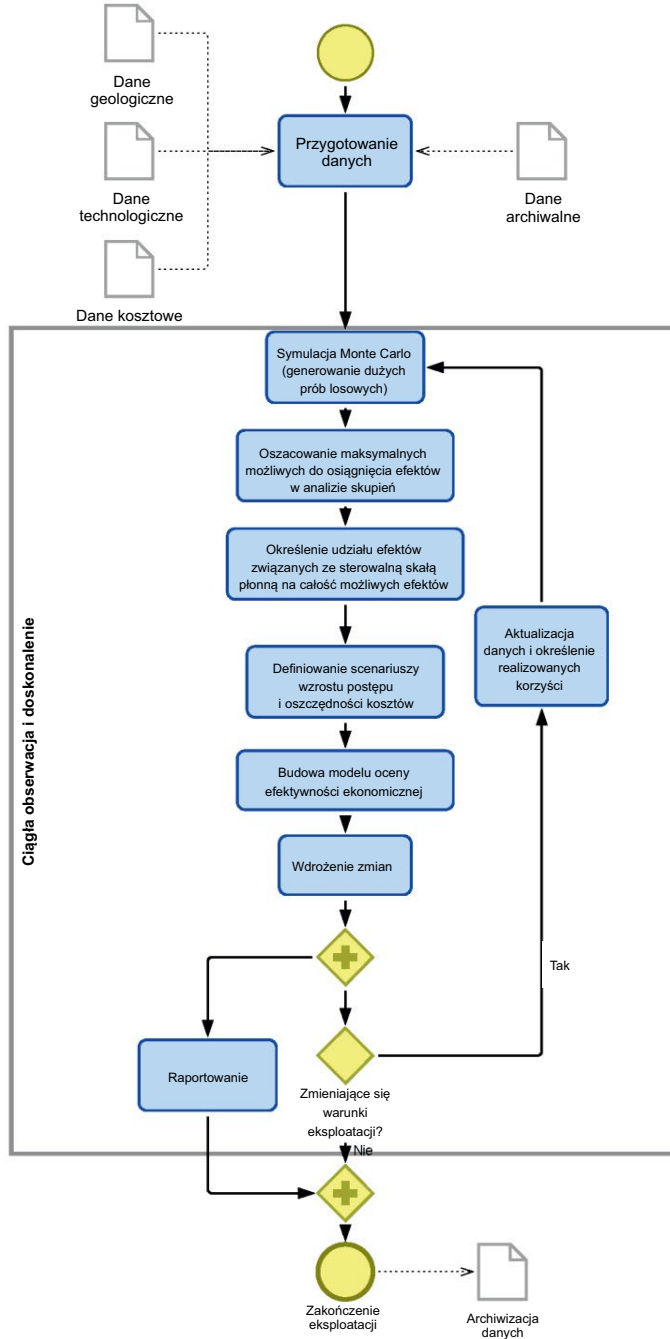 Dane
geologiczne
Przygotowanie
danych
Dane
technologiczne
Dane
archiwalne
Dane kosztowe
Ciągła obserwacja i doskonalenie
Symulacja Monte Carlo
(generowanie dużych
prób losowych)
Oszacowanie maksymalnych
możliwych do osiągnięcia efektów
w analizie skupień
Określenie udziału efektów
związanych ze sterowalną skałą
płonną na całość możliwych efektów
Definiowanie scenariuszy
wzrostu postępu
i oszczędności kosztów
Aktualizacja
danych i określenie
realizowanych
korzyści
Budowa modelu oceny
efektywności ekonomicznej
Wdrożenie zmian
Tak
Raportowanie
Zmieniające się
warunki
eksploatacji?
Nie
Zakończenie
eksploatacji
Archiwizacja
danych